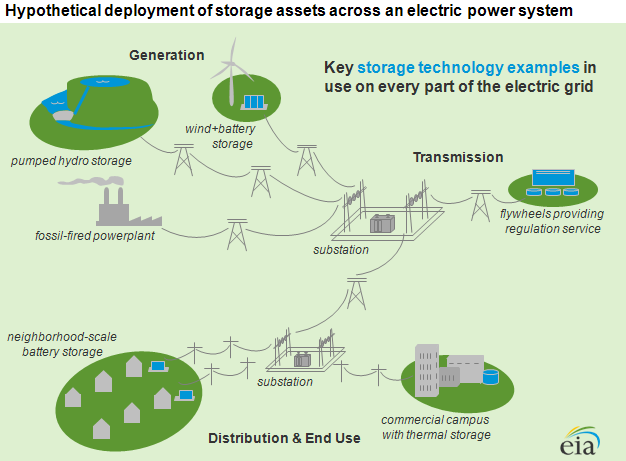 Hypothetical deployment of storage assets across an electric power system
Generation
Key storage technology examples in
use on every part of the electric grid
wind+battery
storage
pumped hydro storage
Transmission
fossil-fired powerplant
substation
flywheels providing
regulation service
neighborhood-scale
battery storage
substation
commercial campus
with thermal storage
Distribution & End Use
eia